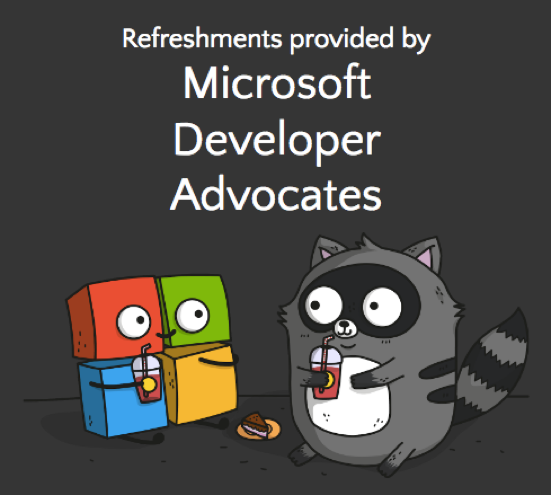 Refreshments provided by
Microsoft
Developer
Advocates